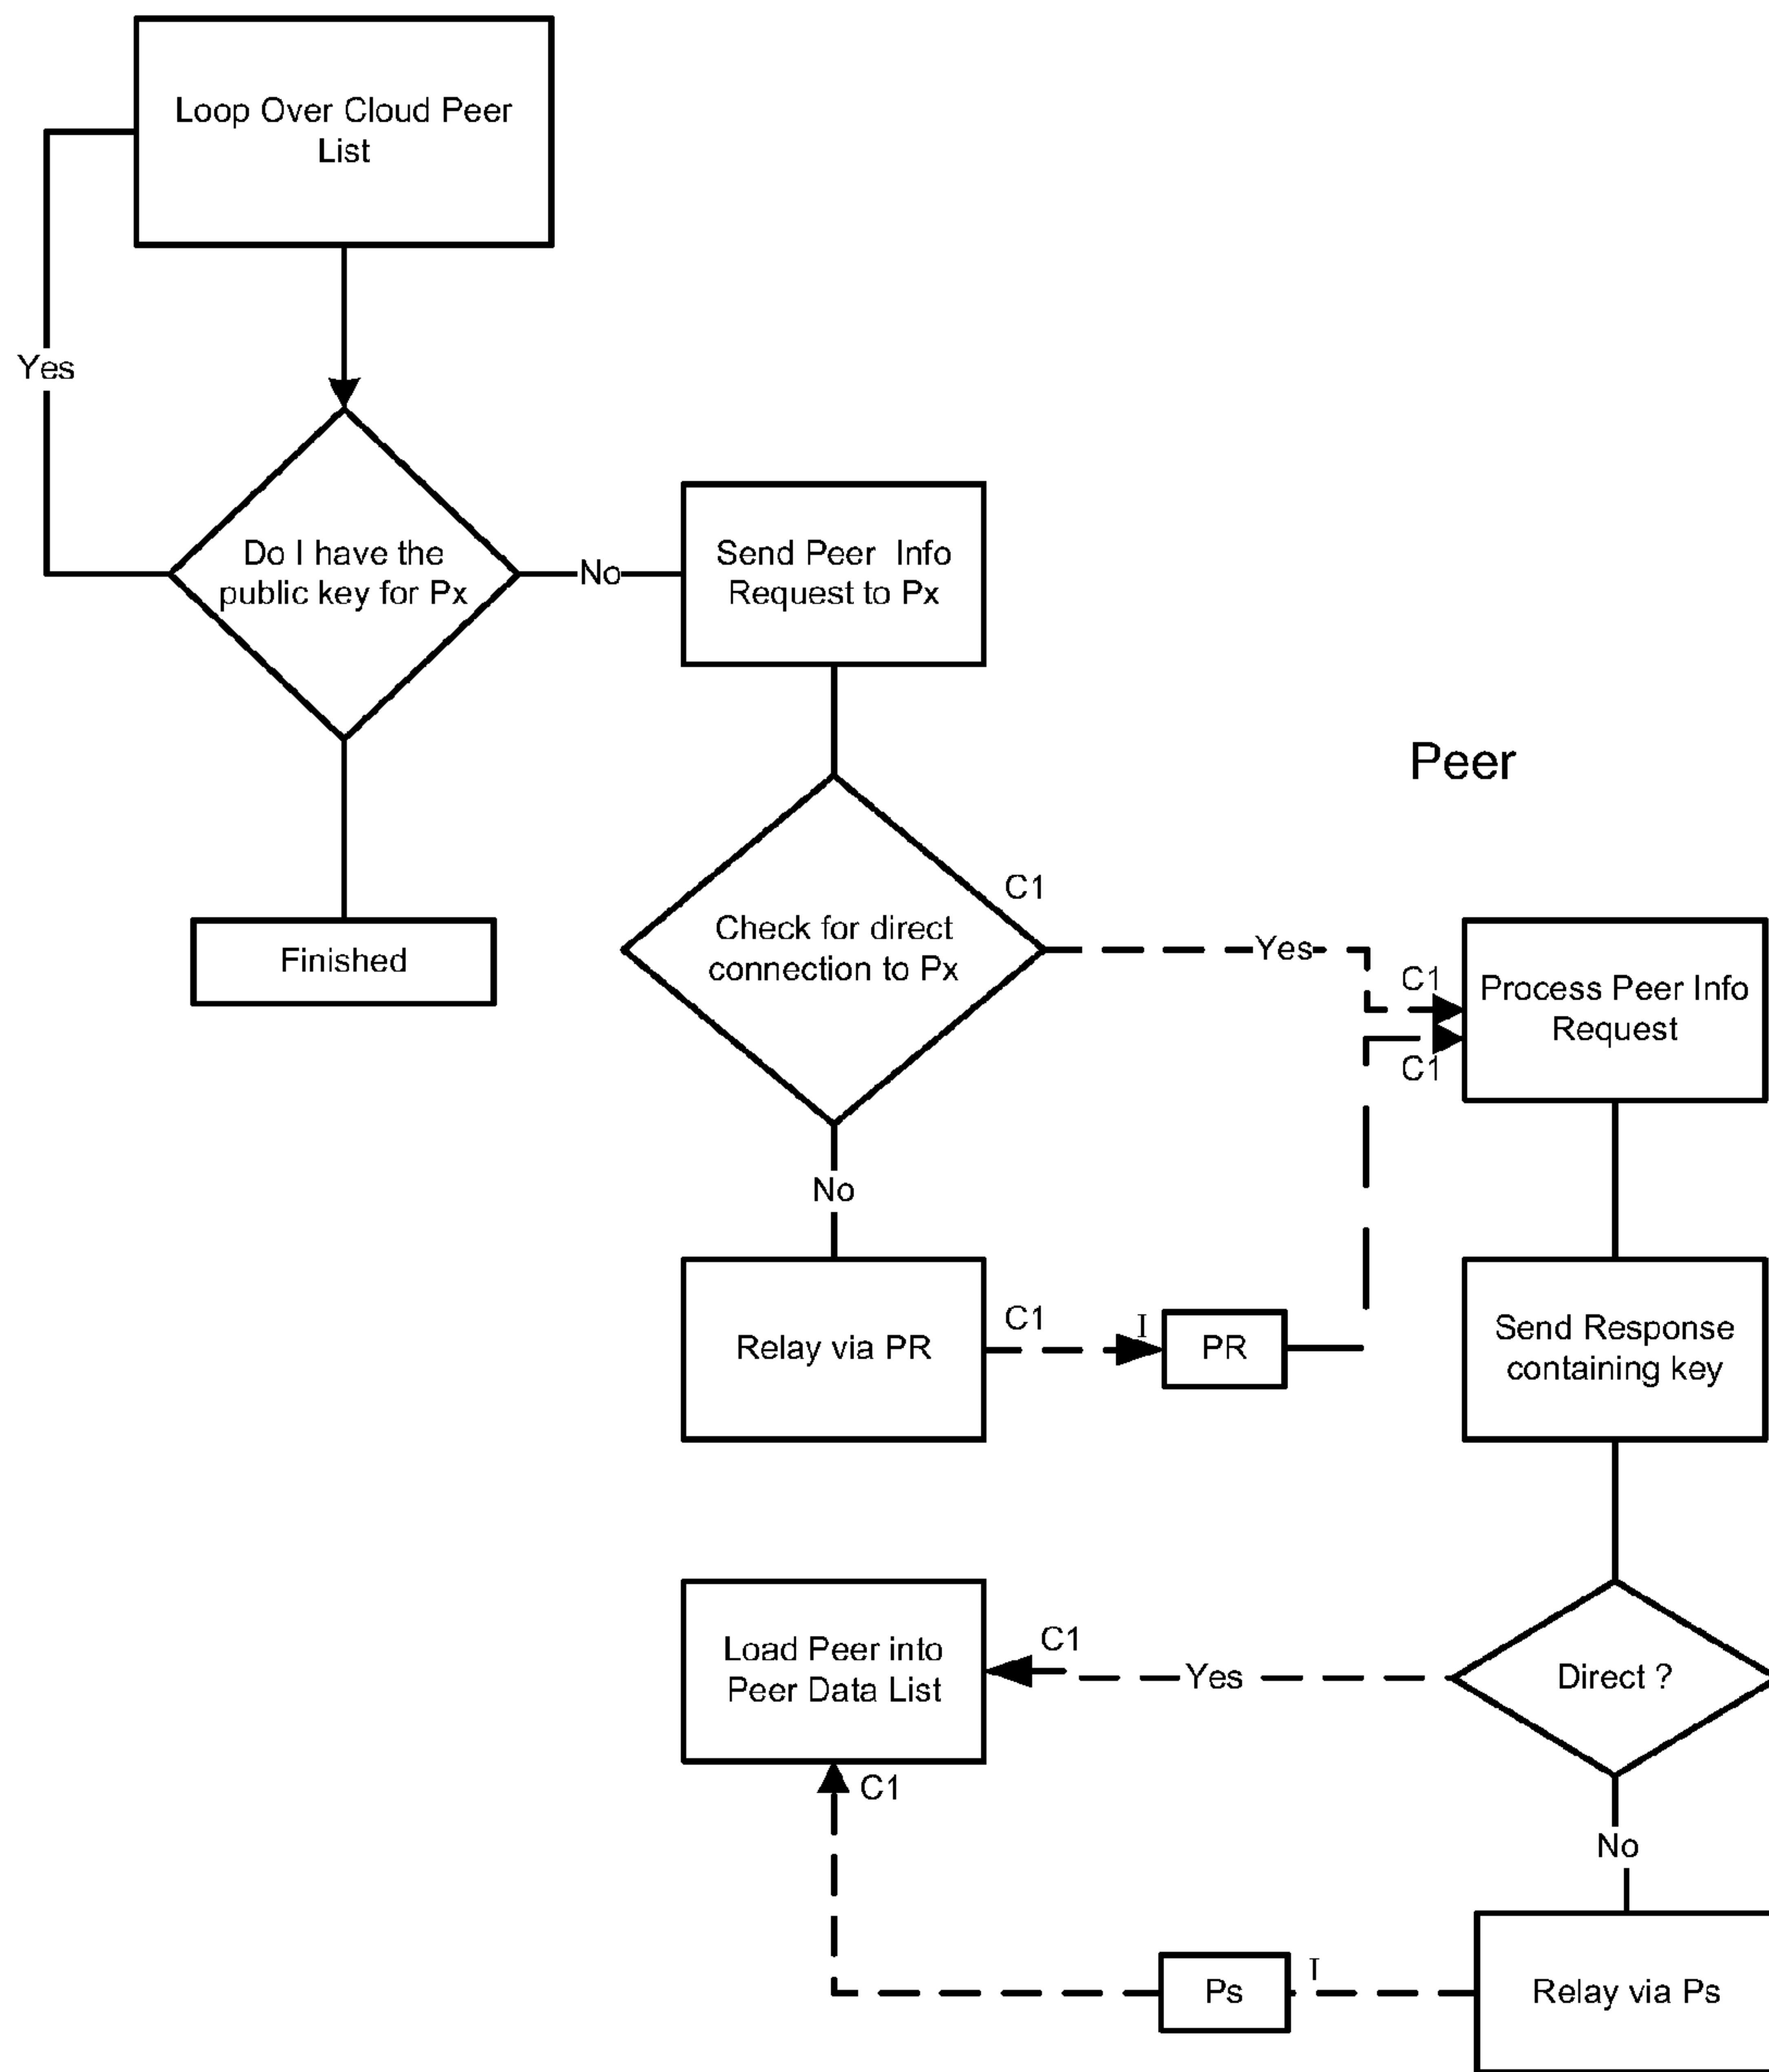 Loop Over Cloud Peer
List
Yes
Do I have the
public key for Px
No
Send Peer Info
Request to Px
Finished
Peer
C1
Check for direct
connection to Px
Yes
C1
C1
Process Peer Info
Request
No
Relay via PR
C1
I
PR
Send Response
containing key
Load Peer into
Peer Data List
C1
Yes
Direct ?
C1
No
Ps
I
Relay via Ps